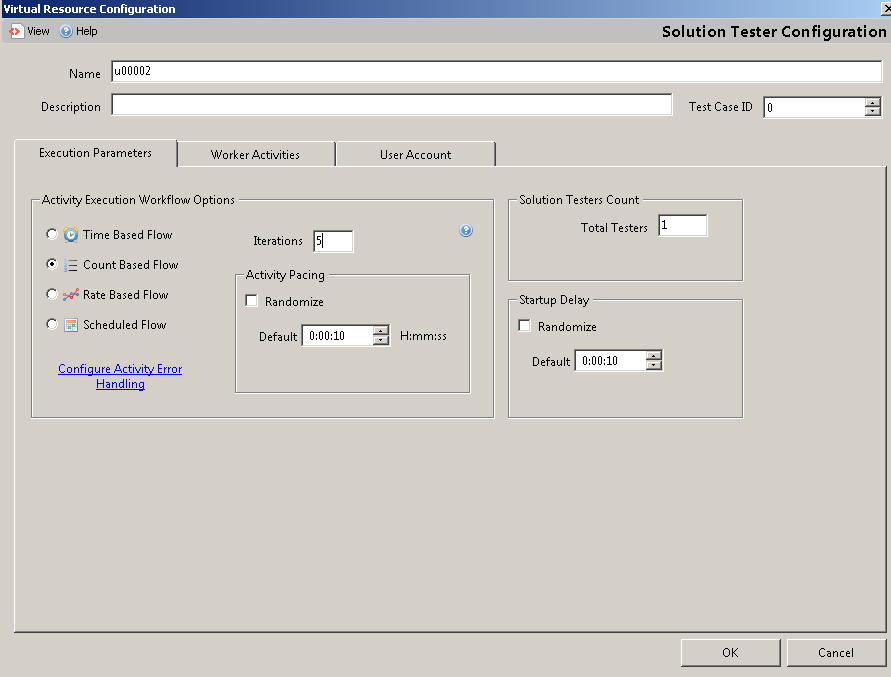 Virtual Resource Configuration
View Help Solution Tester Configuration
Name u00002
Description Test Case ID 0
Execution Parameters Worker Activities User Account
Activity Execution Workflow Options Solution Testers Count
Time Based Flow Iterations 5 Total Testers 1
Count Based Flow
Activity Pacing
Rate Based Flow Randomize Startup Delay
Scheduled Flow Randomize
Default 0:00:10 H:mm:ss
Default 0:00:10
Configure Activity Error
Handling
OK Cancel